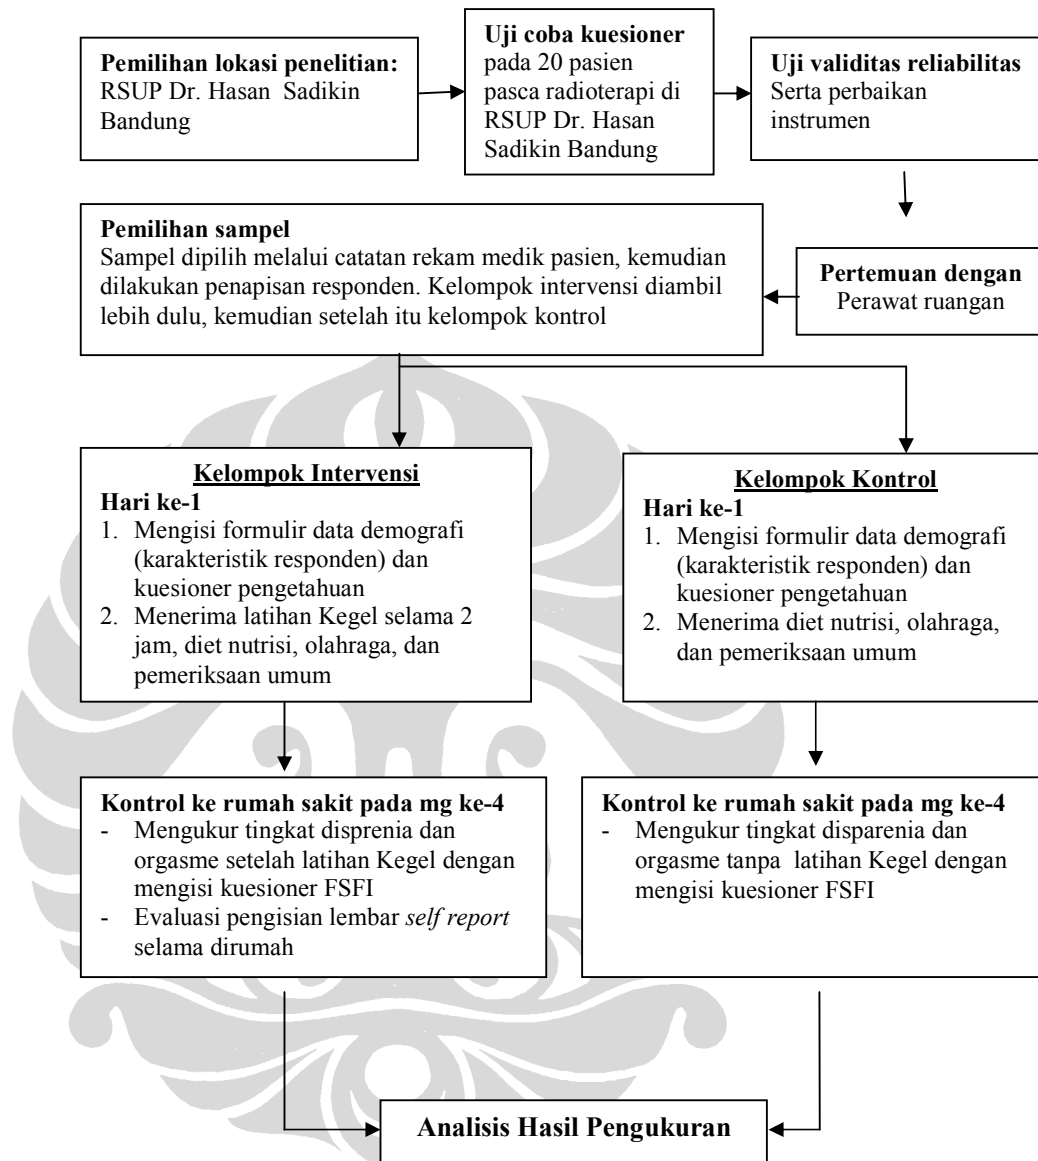 Pemilihan lokasi penelitian:
RSUP Dr. Hasan Sadikin
Bandung
Uji coba kuesioner
pada 20 pasien
pasca radioterapi di
RSUP Dr. Hasan
Sadikin Bandung
Uji validitas reliabilitas
Serta perbaikan
instrumen
Pertemuan dengan
Perawat ruangan
Pemilihan sampel
Sampel dipilih melalui catatan rekam medik pasien, kemudian
dilakukan penapisan responden. Kelompok intervensi diambil
lebih dulu, kemudian setelah itu kelompok kontrol
Kelompok Intervensi
Hari ke-1
1. Mengisi formulir data demografi
(karakteristik responden) dan
kuesioner pengetahuan
2. Menerima latihan Kegel selama 2
jam, diet nutrisi, olahraga, dan
pemeriksaan umum
Kelompok Kontrol
Hari ke-1
1. Mengisi formulir data demografi
(karakteristik responden) dan
kuesioner pengetahuan
2. Menerima diet nutrisi, olahraga,
dan pemeriksaan umum
Kontrol ke rumah sakit pada mg ke-4
- Mengukur tingkat disprenia dan
orgasme setelah latihan Kegel dengan
mengisi kuesioner FSFI
- Evaluasi pengisian lembar self report
selama dirumah
Kontrol ke rumah sakit pada mg ke-4
- Mengukur tingkat disparenia dan
orgasme tanpa latihan Kegel dengan
mengisi kuesioner FSFI
Analisis Hasil Pengukuran